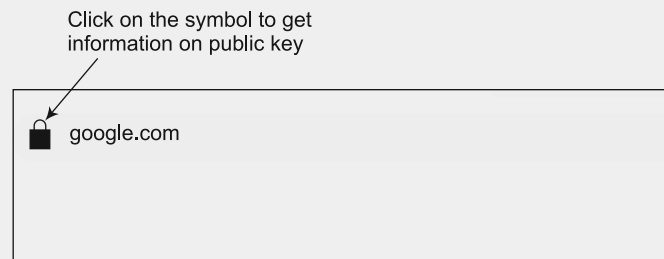 Click on the symbol to get
information on public key
google.com